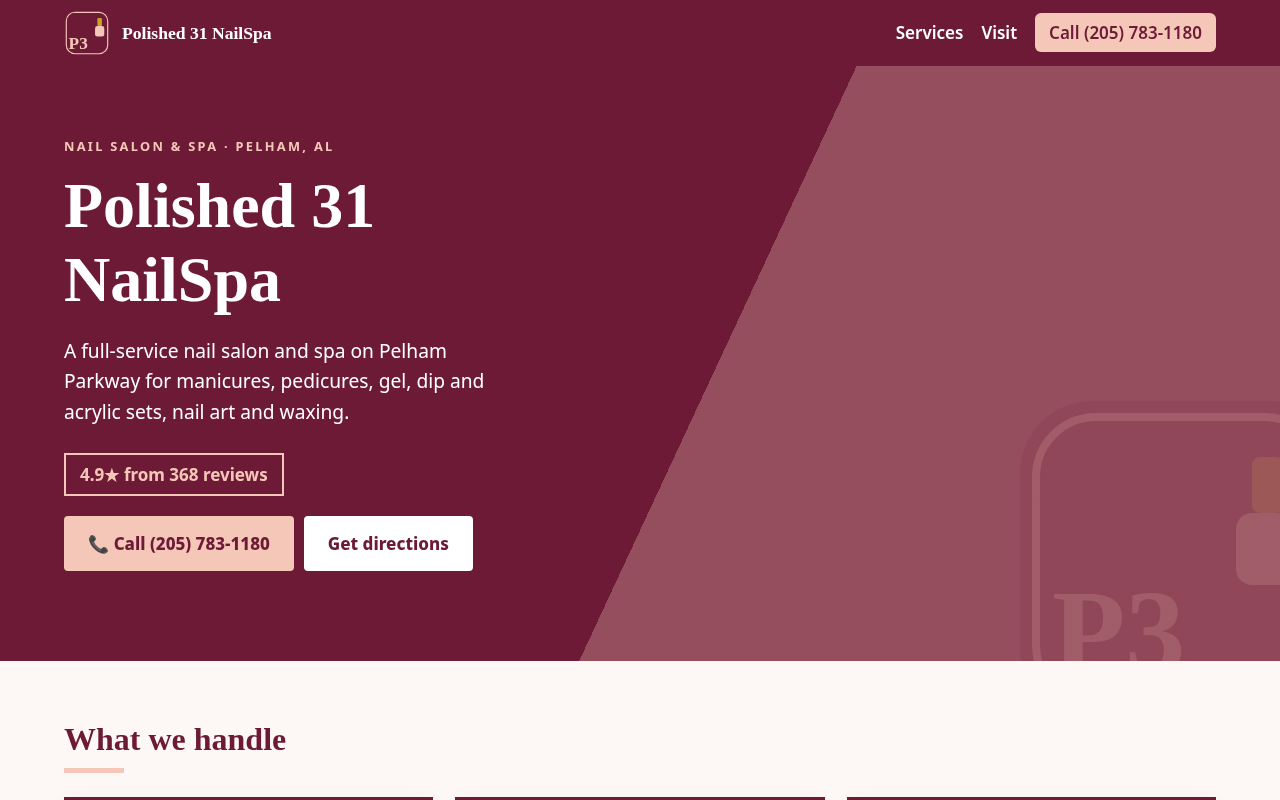 P3
Polished 31 NailSpa
Services
Visit
Call (205) 783-1180
NAIL SALON & SPA · PELHAM, AL
Polished 31
NailSpa
A full-service nail salon and spa on Pelham
Parkway for manicures, pedicures, gel, dip and
acrylic sets, nail art and waxing.
4.9★ from 368 reviews
📞 Call (205) 783-1180
Get directions
P3
What we handle